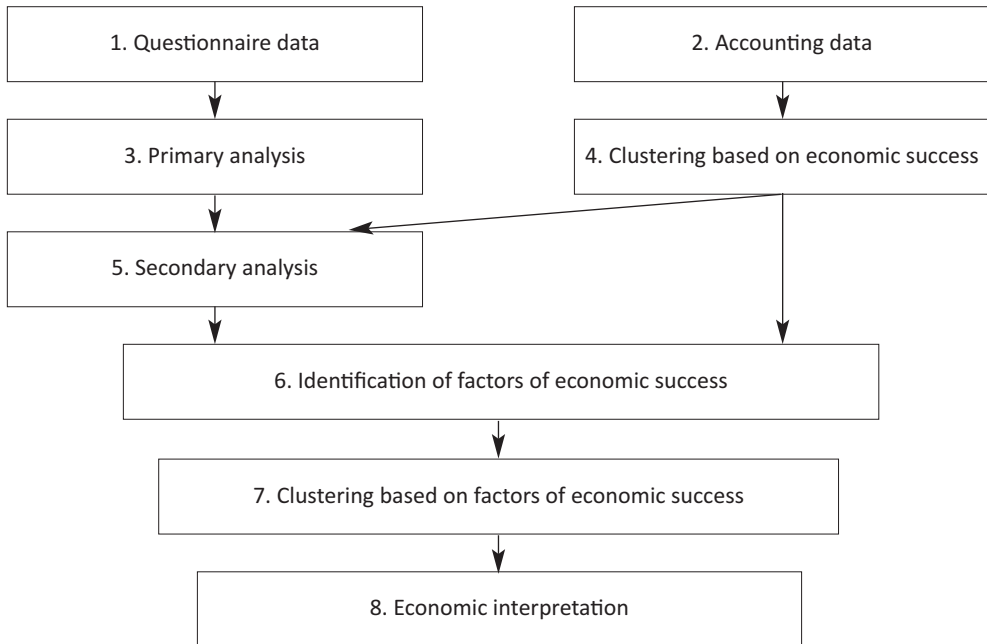 1. Questionnaire data
2. Accounting data
3. Primary analysis
4. Clustering based on economic success
5. Secondary analysis
6. Identification of factors of economic success
7. Clustering based on factors of economic success
8. Economic interpretation